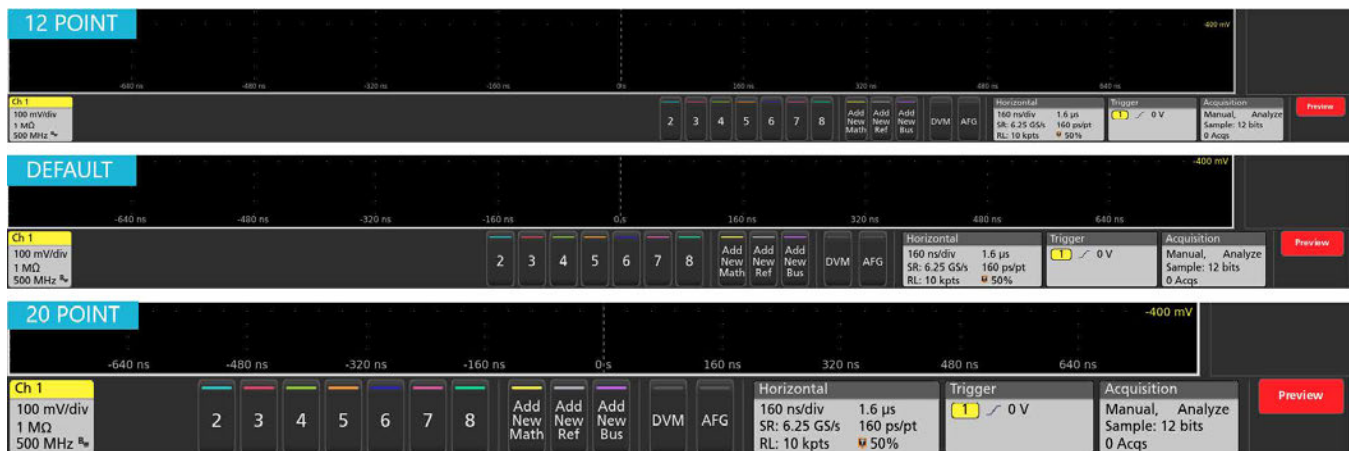 12 POINT
-400 mV
-640 ns -480 ns -320 ns -160 ns 0 s 160 ns 320 ns 480 ns 640 ns
Ch 1
100 mV/div
1 MΩ
500 MHz
2 3 4 5 6 7 8
Add New Math
Add New Ref
Add New Bus
DVM
AFG
Horizontal
160 ns/div 1.6 µs
SR: 6.25 GS/s 160 ps/pt
RL: 10 kpts 50%
Trigger
1 0 V
Acquisition
Manual, Analyze
Sample: 12 bits
0 Acqs
Preview
DEFAULT
-400 mV
-640 ns -480 ns -320 ns -160 ns 0 s 160 ns 320 ns 480 ns 640 ns
Ch 1
100 mV/div
1 MΩ
500 MHz
2 3 4 5 6 7 8
Add New Math
Add New Ref
Add New Bus
DVM
AFG
Horizontal
160 ns/div 1.6 µs
SR: 6.25 GS/s 160 ps/pt
RL: 10 kpts 50%
Trigger
1 0 V
Acquisition
Manual, Analyze
Sample: 12 bits
0 Acqs
Preview
20 POINT
-400 mV
-640 ns -480 ns -320 ns -160 ns 0 s 160 ns 320 ns 480 ns 640 ns
Ch 1
100 mV/div
1 MΩ
500 MHz
2 3 4 5 6 7 8
Add New Math
Add New Ref
Add New Bus
DVM
AFG
Horizontal
160 ns/div 1.6 µs
SR: 6.25 GS/s 160 ps/pt
RL: 10 kpts 50%
Trigger
1 0 V
Acquisition
Manual, Analyze
Sample: 12 bits
0 Acqs
Preview